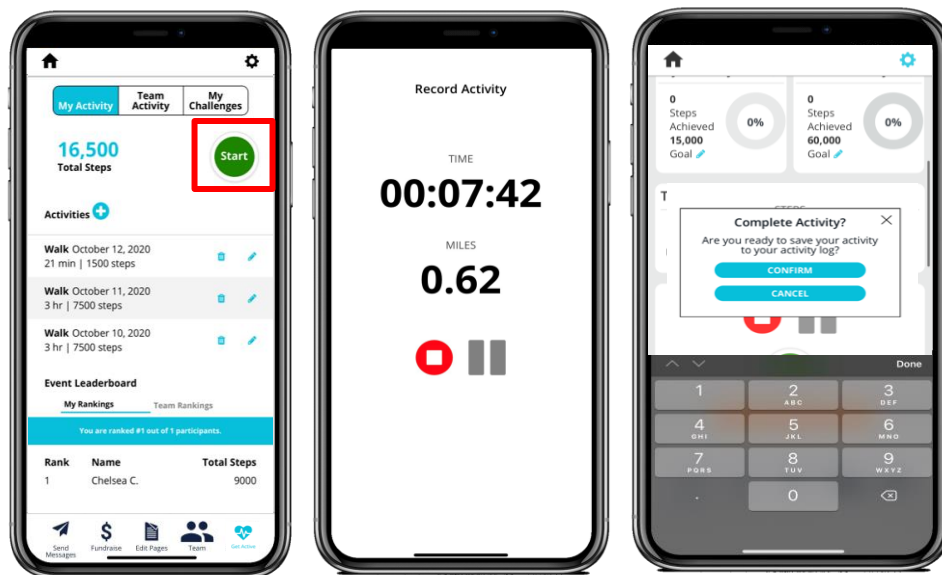 My Activity
Team
Activity
My
Challenges
16,500
Total Steps
Start
Activities
Walk October 12, 2020
21 min | 1500 steps
Walk October 11, 2020
3 hr | 7500 steps
Walk October 10, 2020
3 hr | 7500 steps
Event Leaderboard
My Rankings Team Rankings
You are ranked #1 out of 1 participants.
Rank Name Total Steps
1 Chelsea C. 9000
Send
Messages
Fundraise
Edit Pages
Team
Get Active
Record Activity
TIME
00:07:42
MILES
0.62
0
Steps
Achieved
15,000
Goal
0%
0
Steps
Achieved
60,000
Goal
0%
T
Complete Activity?
Are you ready to save your activity
to your activity log?
CONFIRM
CANCEL
Done
1
2
ABC
3
DEF
4
GHI
5
JKL
6
MNO
7
PQRS
8
TUV
9
WXYZ
.
0